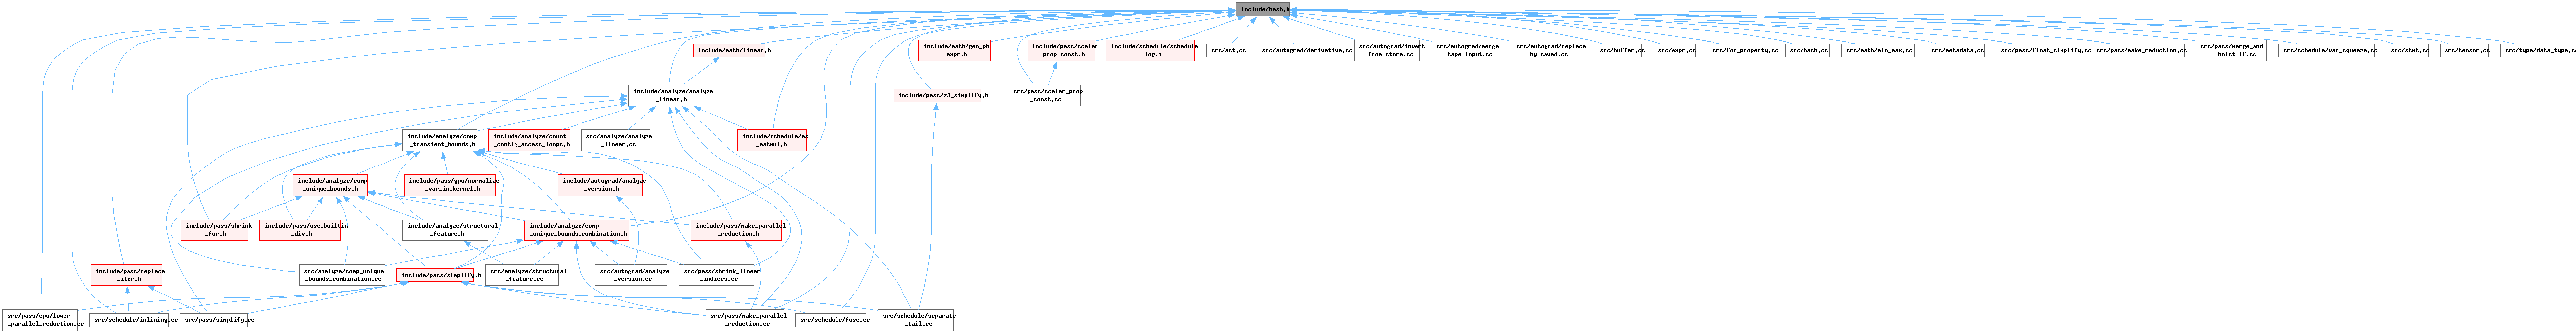 include/hash.h
include/math/linear.h
include/math/gen_pb
_expr.h
include/pass/scalar
_prop_const.h
include/schedule/schedule
_log.h
src/ast.cc
src/autograd/derivative.cc
src/autograd/invert
_from_store.cc
src/autograd/merge
_tape_input.cc
src/autograd/replace
_by_saved.cc
src/buffer.cc
src/expr.cc
src/for_property.cc
src/hash.cc
src/math/min_max.cc
src/metadata.cc
src/pass/float_simplify.cc
src/pass/make_reduction.cc
src/pass/merge_and
_hoist_if.cc
src/schedule/var_squeeze.cc
src/stmt.cc
src/tensor.cc
src/type/data_type.cc
include/analyze/analyze
_linear.h
include/pass/z3_simplify.h
src/pass/scalar_prop
_const.cc
include/analyze/comp
_transient_bounds.h
include/analyze/count
_contig_access_loops.h
src/analyze/analyze
_linear.cc
include/schedule/as
_matmul.h
include/analyze/comp
_unique_bounds.h
include/pass/gpu/normalize
_var_in_kernel.h
include/autograd/analyze
_version.h
include/pass/shrink
_for.h
include/pass/use_builtin
_div.h
include/analyze/structural
_feature.h
include/analyze/comp
_unique_bounds_combination.h
include/pass/make_parallel
_reduction.h
include/pass/replace
_iter.h
src/analyze/comp_unique
_bounds_combination.cc
include/pass/simplify.h
src/analyze/structural
_feature.cc
src/autograd/analyze
_version.cc
src/pass/shrink_linear
_indices.cc
src/pass/cpu/lower
_parallel_reduction.cc
src/schedule/inlining.cc
src/pass/simplify.cc
src/pass/make_parallel
_reduction.cc
src/schedule/fuse.cc
src/schedule/separate
_tail.cc